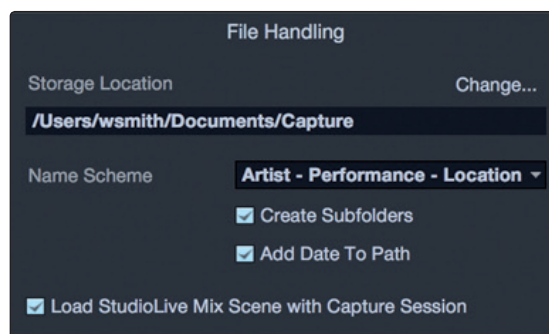 File Handling
Storage Location Change...
/Users/wsmith/Documents/Capture
Name Scheme Artist - Performance - Location
Create Subfolders
Add Date To Path
Load StudioLive Mix Scene with Capture Session